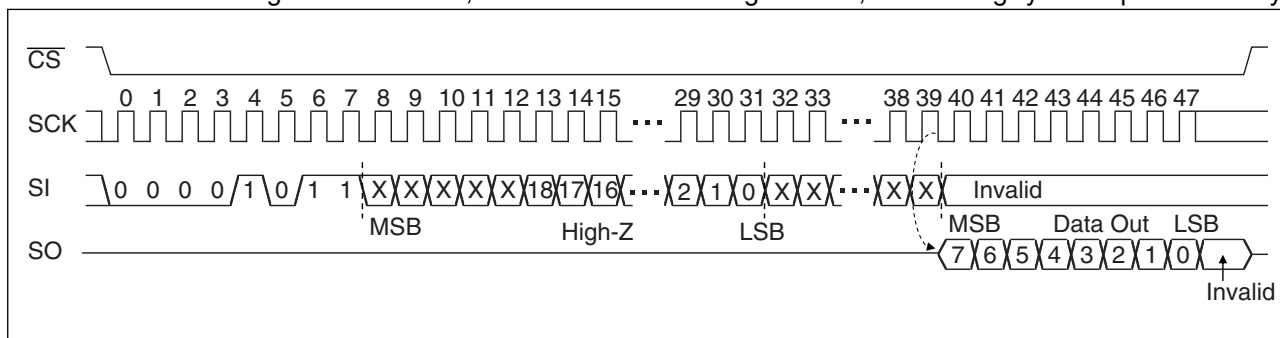 CS
0 1 2 3 4 5 6 7 8 9 10 11 12 13 14 15 29 30 31 32 33 38 39 40 41 42 43 44 45 46 47
SCK
SI 0 0 0 0 1 0 1 1 X X X X X 18 17 16 2 1 0 X X X X Invalid
MSB High-Z LSB MSB Data Out LSB
SO 7 6 5 4 3 2 1 0
Invalid